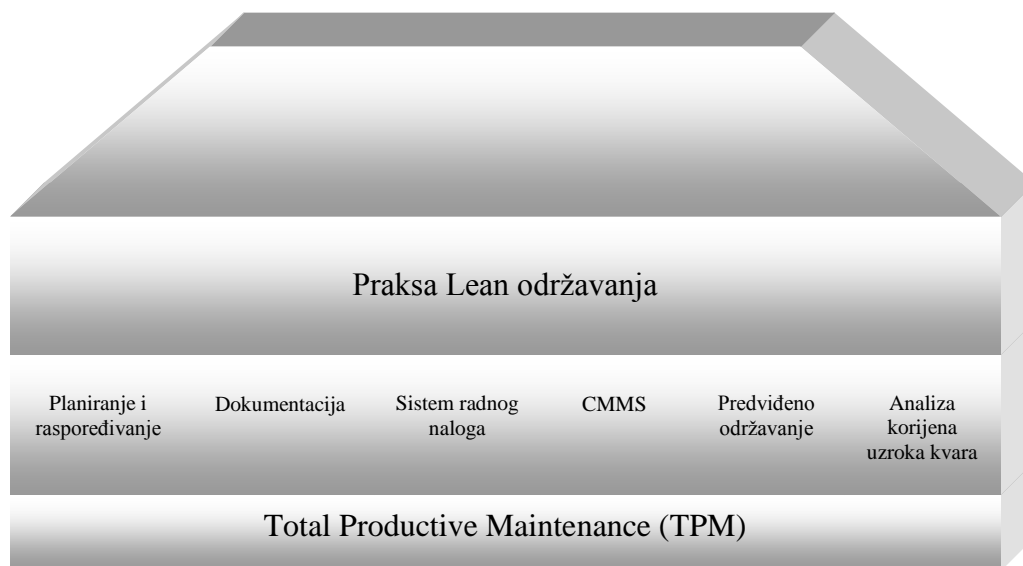 Praksa Lean održavanja
Planiranje i
raspoređivanje
Dokumentacija
Sistem radnog
naloga
CMMS
Predviđeno
održavanje
Analiza
korijena
uzroka kvara
Total Productive Maintenance (TPM)